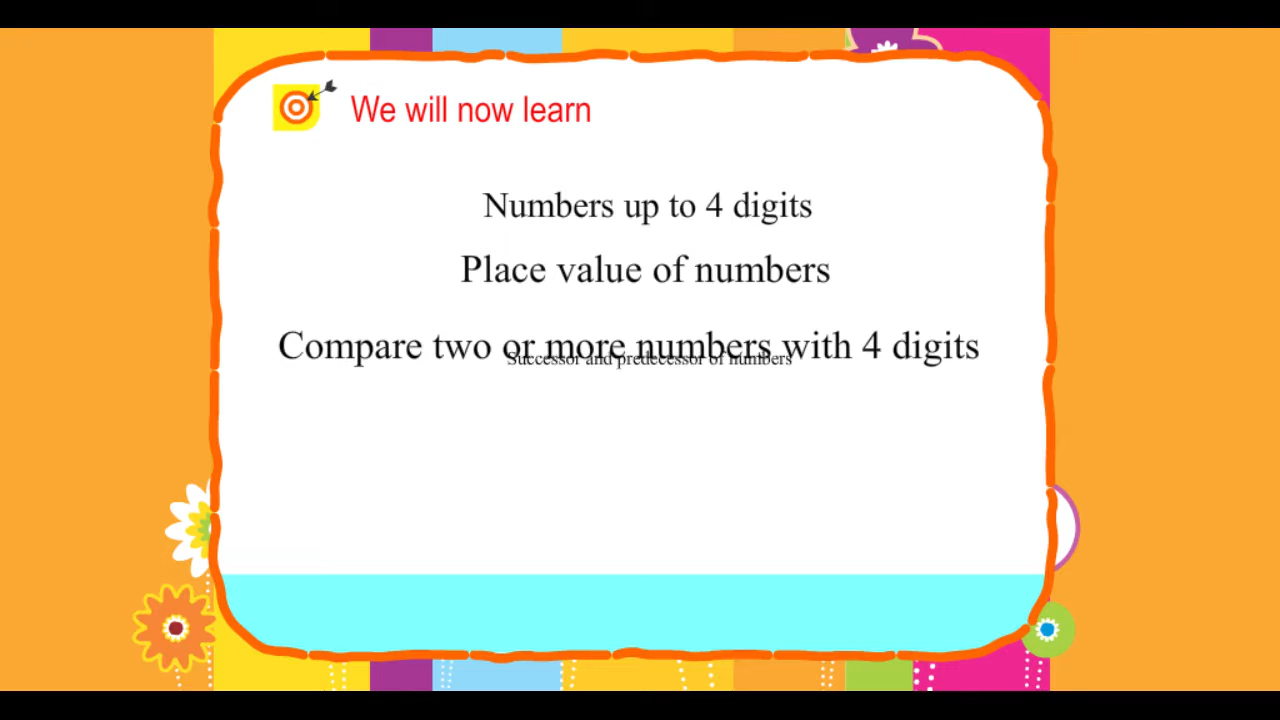 We will now learn
Numbers up to 4 digits
Place value of numbers
Compare two or more numbers with 4 digits
Successor and predecessor of numbers